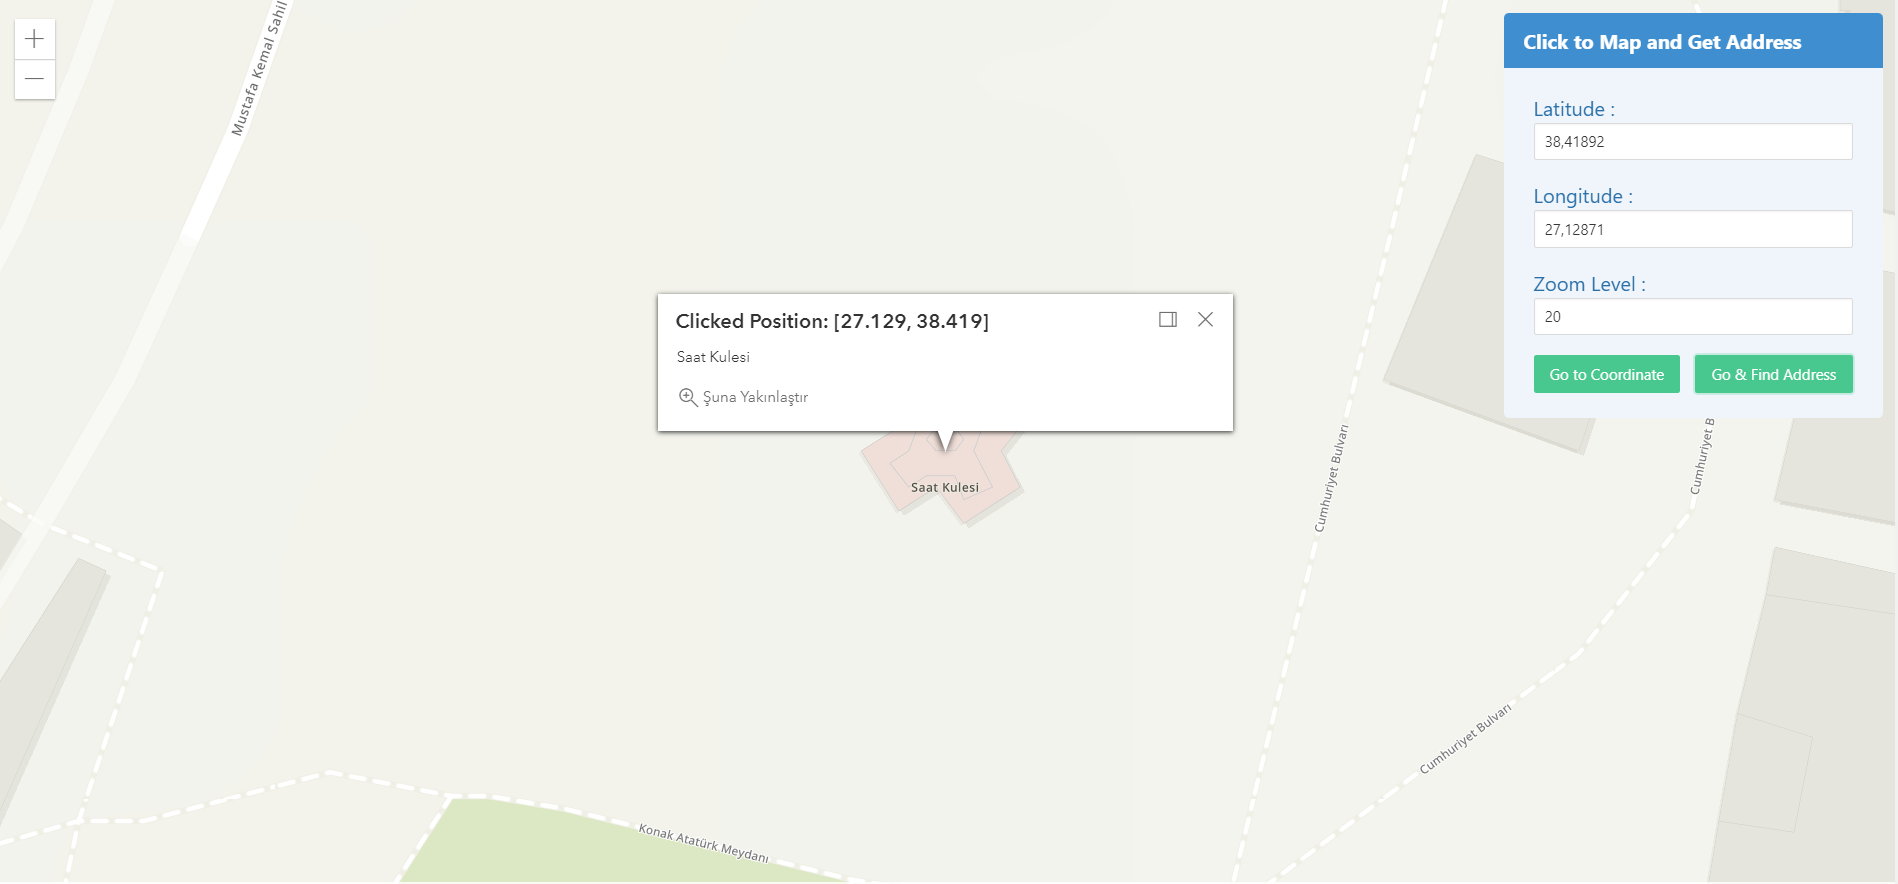 Mustafa Kemal Sahil
Click to Map and Get Address
Latitude :
38,41892
Longitude :
27,12871
Zoom Level :
20
Go to Coordinate
Go & Find Address
Clicked Position: [27.129, 38.419]
Saat Kulesi
Şuna Yakınlaştır
Saat Kulesi
Cumhuriyet Bulvarı
Cumhuriyet B
Cumhuriyet Bulvarı
Konak Atatürk Meydanı